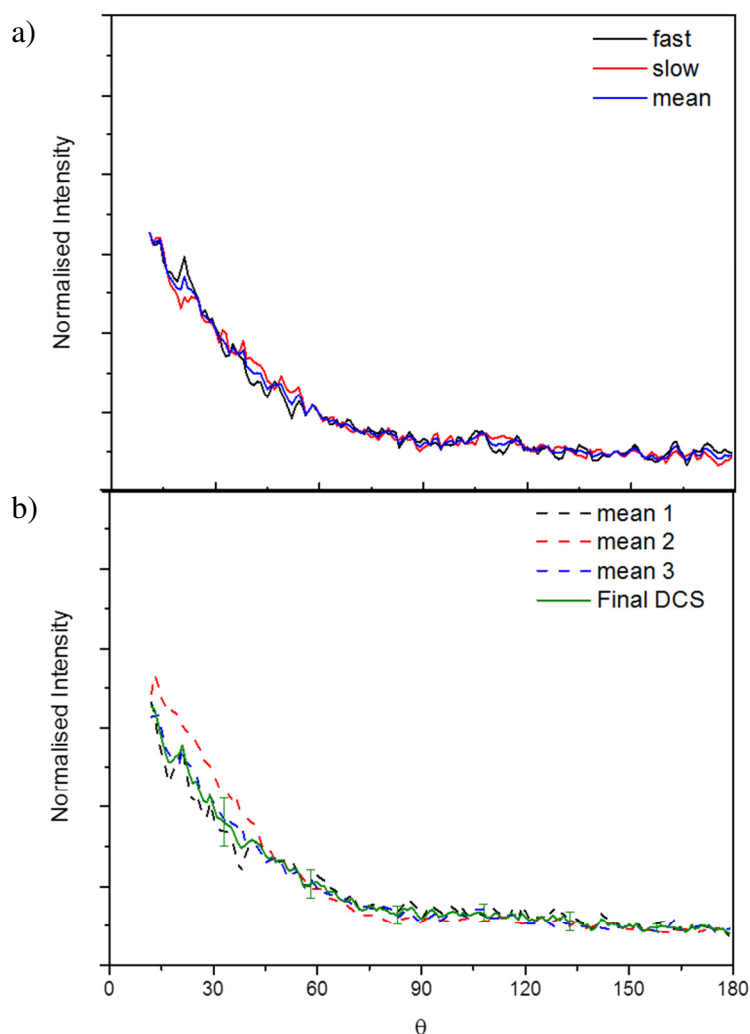 a)
fast
slow
mean
Normalised Intensity
b)
mean 1
mean 2
mean 3
Final DCS
Normalised Intensity
0 30 60 90 120 150 180
θ